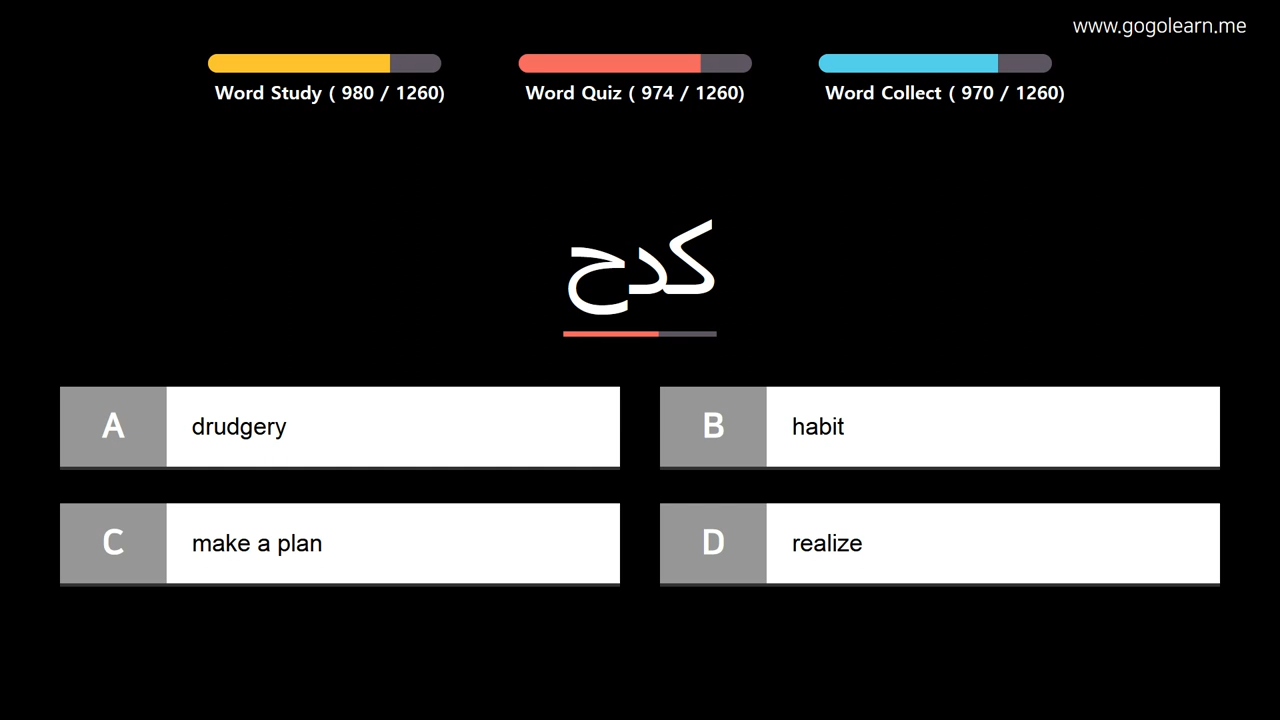 www.gogolearn.me
Word Study ( 980 / 1260)
Word Quiz ( 974 / 1260)
Word Collect ( 970 / 1260)
كدح
A drudgery
B habit
C make a plan
D realize